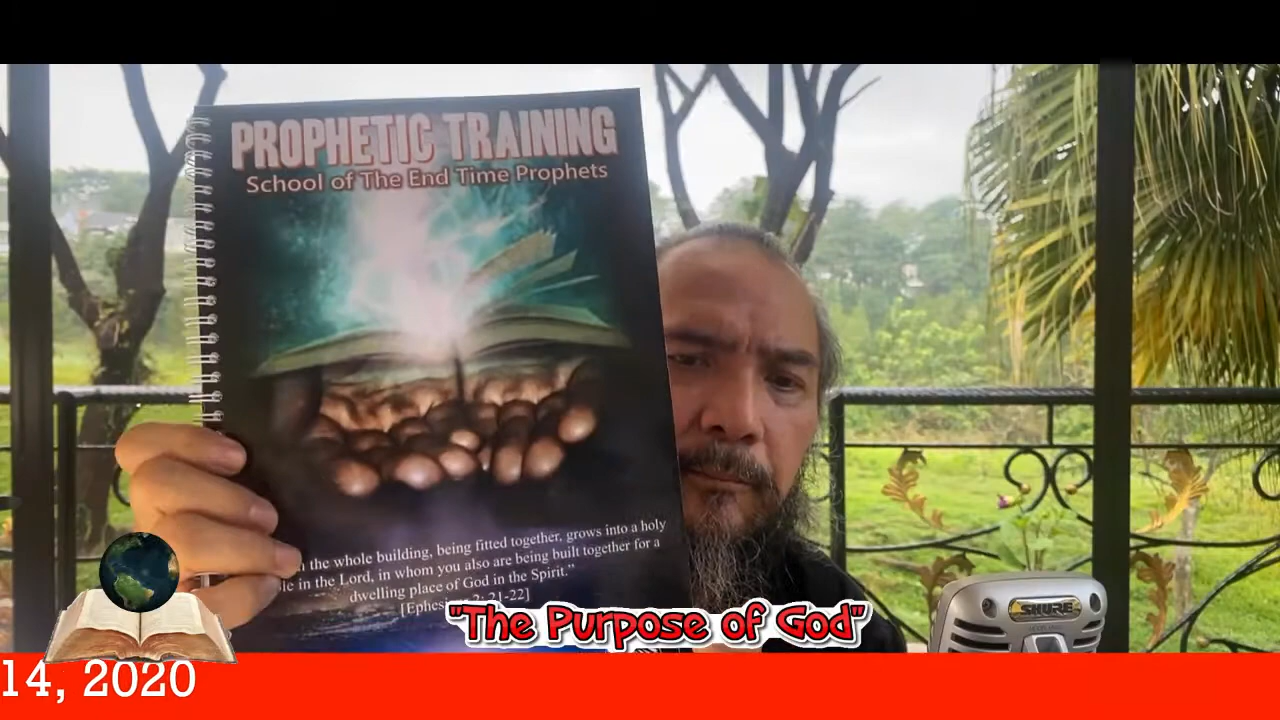 PROPHETIC TRAINING
School of The End Time Prophets
the whole building, being fitted together, grows into a holy
in the Lord, in whom you also are being built together for a
dwelling place of God in the Spirit."
21-22]
"The Purpose of God"
SHURE
14, 2020